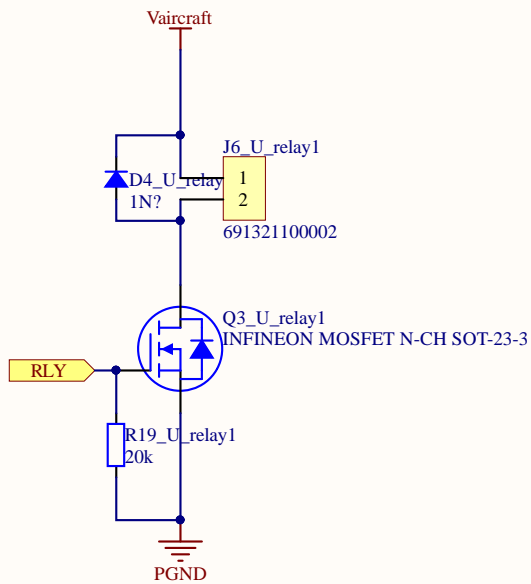 Vaircraft
J6_U_relay1
D4_U_relay
1
1N?
2
691321100002
Q3_U_relay1
INFINEON MOSFET N-CH SOT-23-3
RLY
R19_U_relay1
20k
PGND